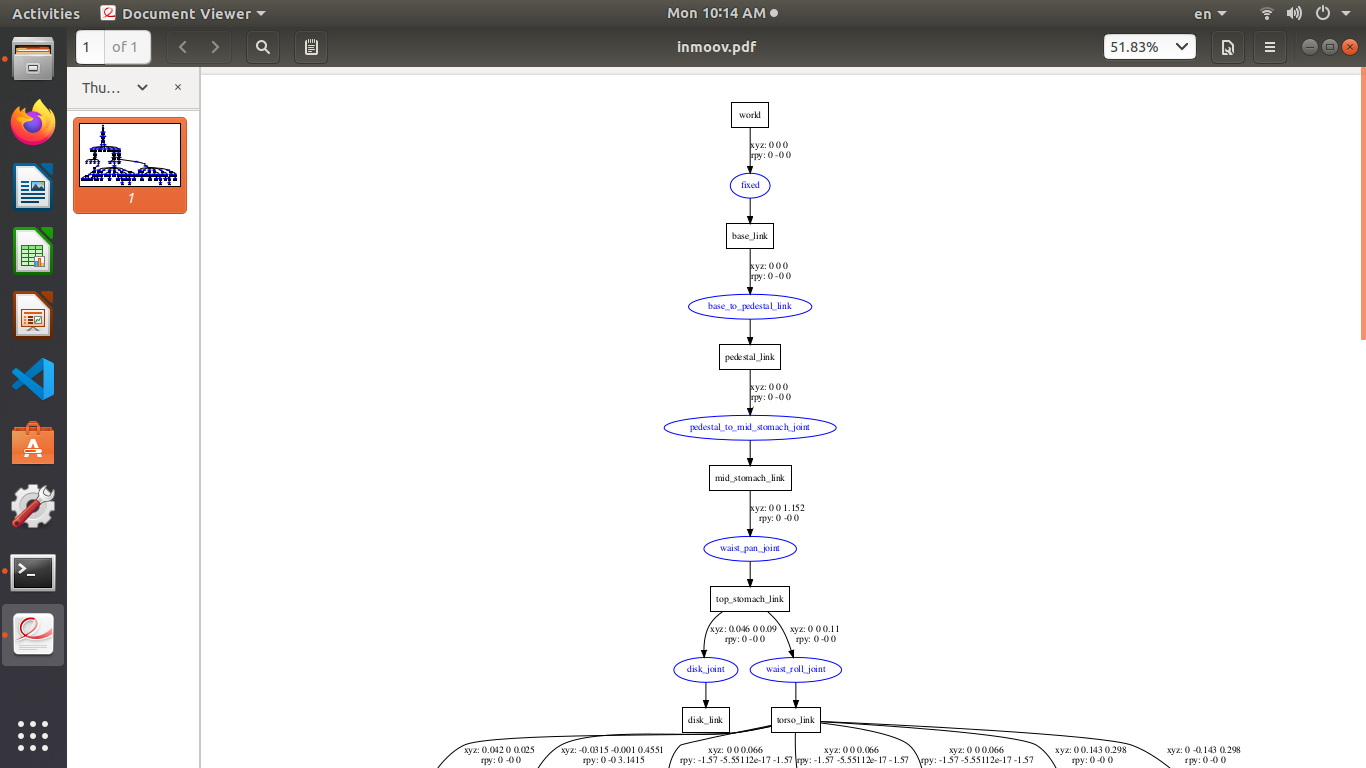 Activities Document Viewer Mon 10:14 AM en
1 of 1 inmoov.pdf 51.83%
Thu...
1
world
xyz: 0 0 0
rpy: 0 -0 0
fixed
base_link
xyz: 0 0 0
rpy: 0 -0 0
base_to_pedestal_link
pedestal_link
xyz: 0 0 0
rpy: 0 -0 0
pedestal_to_mid_stomach_joint
mid_stomach_link
xyz: 0 0 1.152
rpy: 0 -0 0
waist_pan_joint
top_stomach_link
xyz: 0.046 0 0.09 xyz: 0 0 0.11
rpy: 0 -0 0 rpy: 0 -0 0
disk_joint waist_roll_joint
disk_link torso_link
xyz: 0.042 0 0.025 xyz: -0.0315 -0.001 0.4551 xyz: 0 0 0.066 xyz: 0 0 0.066 xyz: 0 0 0.066 xyz: 0 0.143 0.298 xyz: 0 -0.143 0.298
rpy: 0 -0 0 rpy: 0 -0 3.1415 rpy: -1.57 -5.55112e-17 -1.57 rpy: -1.57 -5.55112e-17 -1.57 rpy: -1.57 -5.55112e-17 -1.57 rpy: 0 -0 0 rpy: 0 -0 0